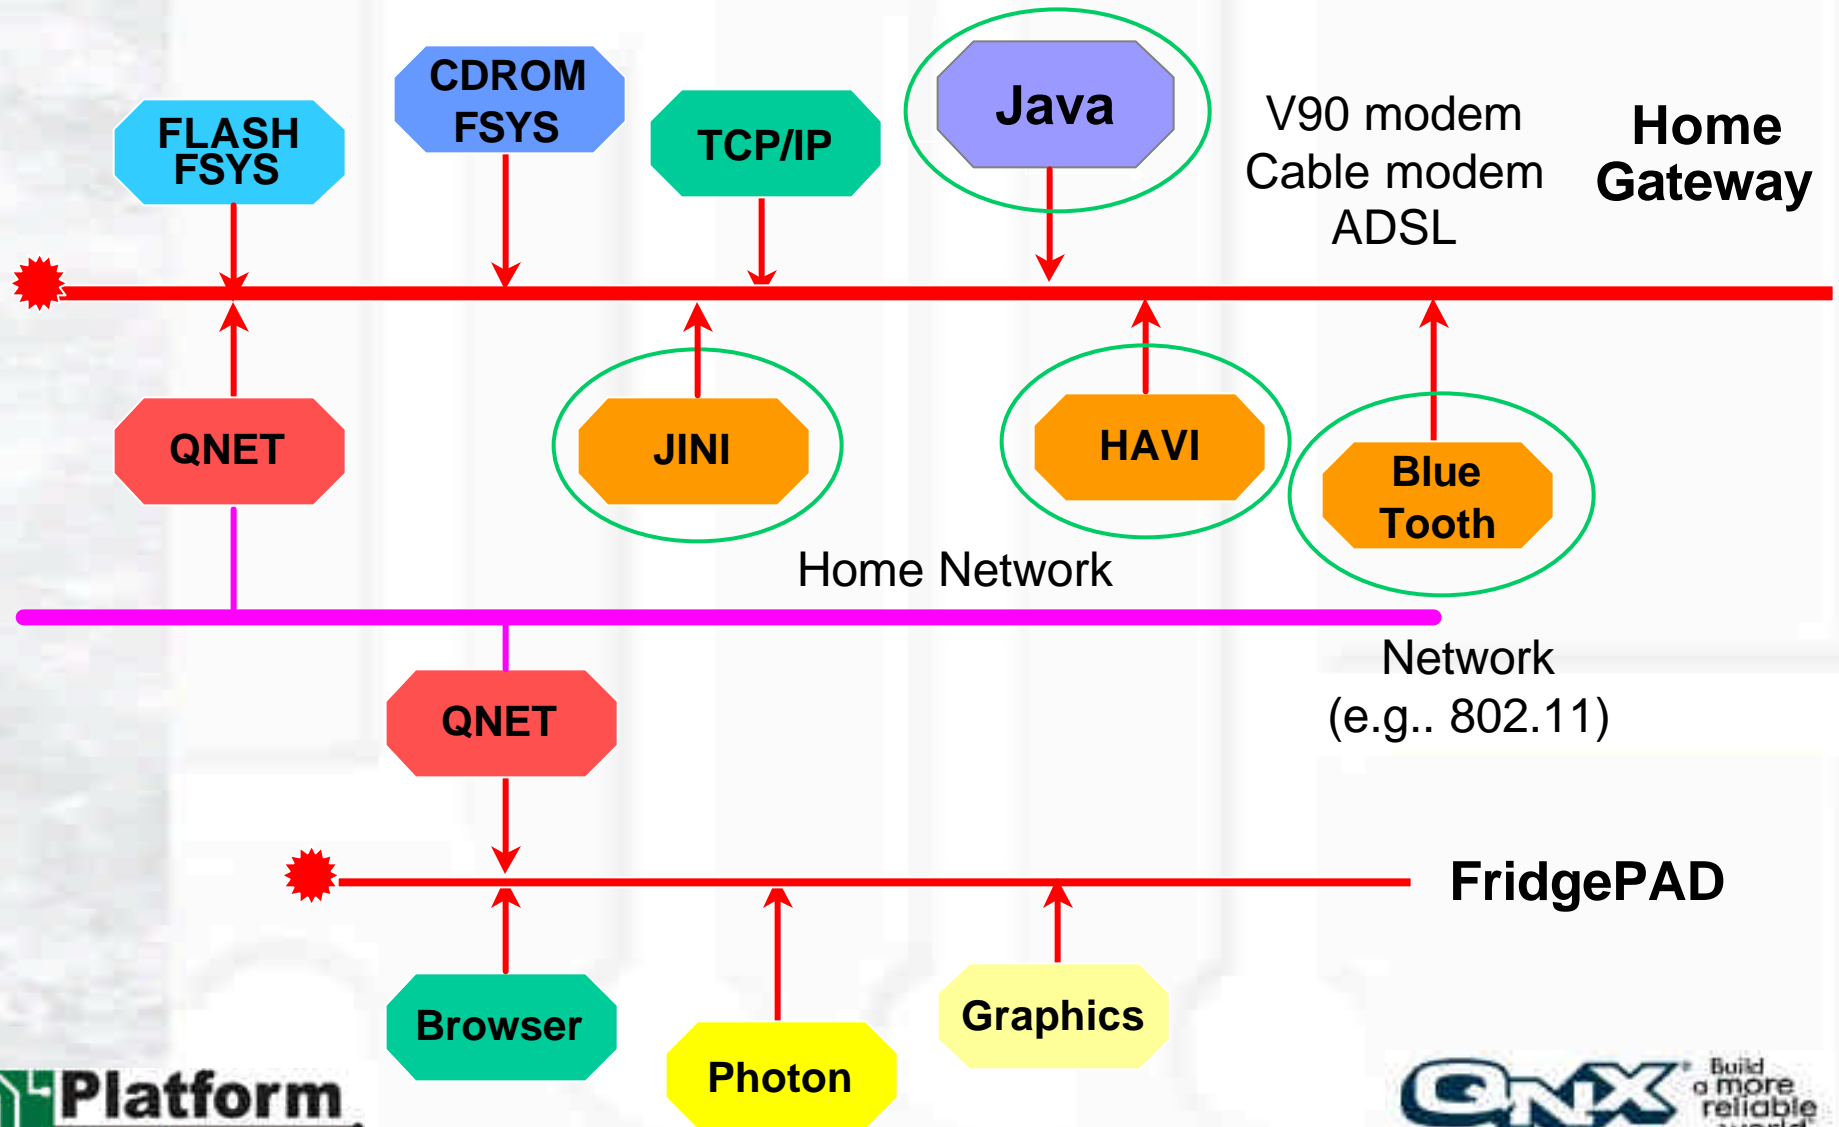 FLASH
FSYS
CDROM
FSYS
TCP/IP
Java
V90 modem
Cable modem
ADSL
Home
Gateway
QNET
JINI
HAVI
Blue
Tooth
Home Network
Network
(e.g.. 802.11)
QNET
FridgePAD
Browser
Photon
Graphics
Platform
QNX
Build
a more
reliable
world